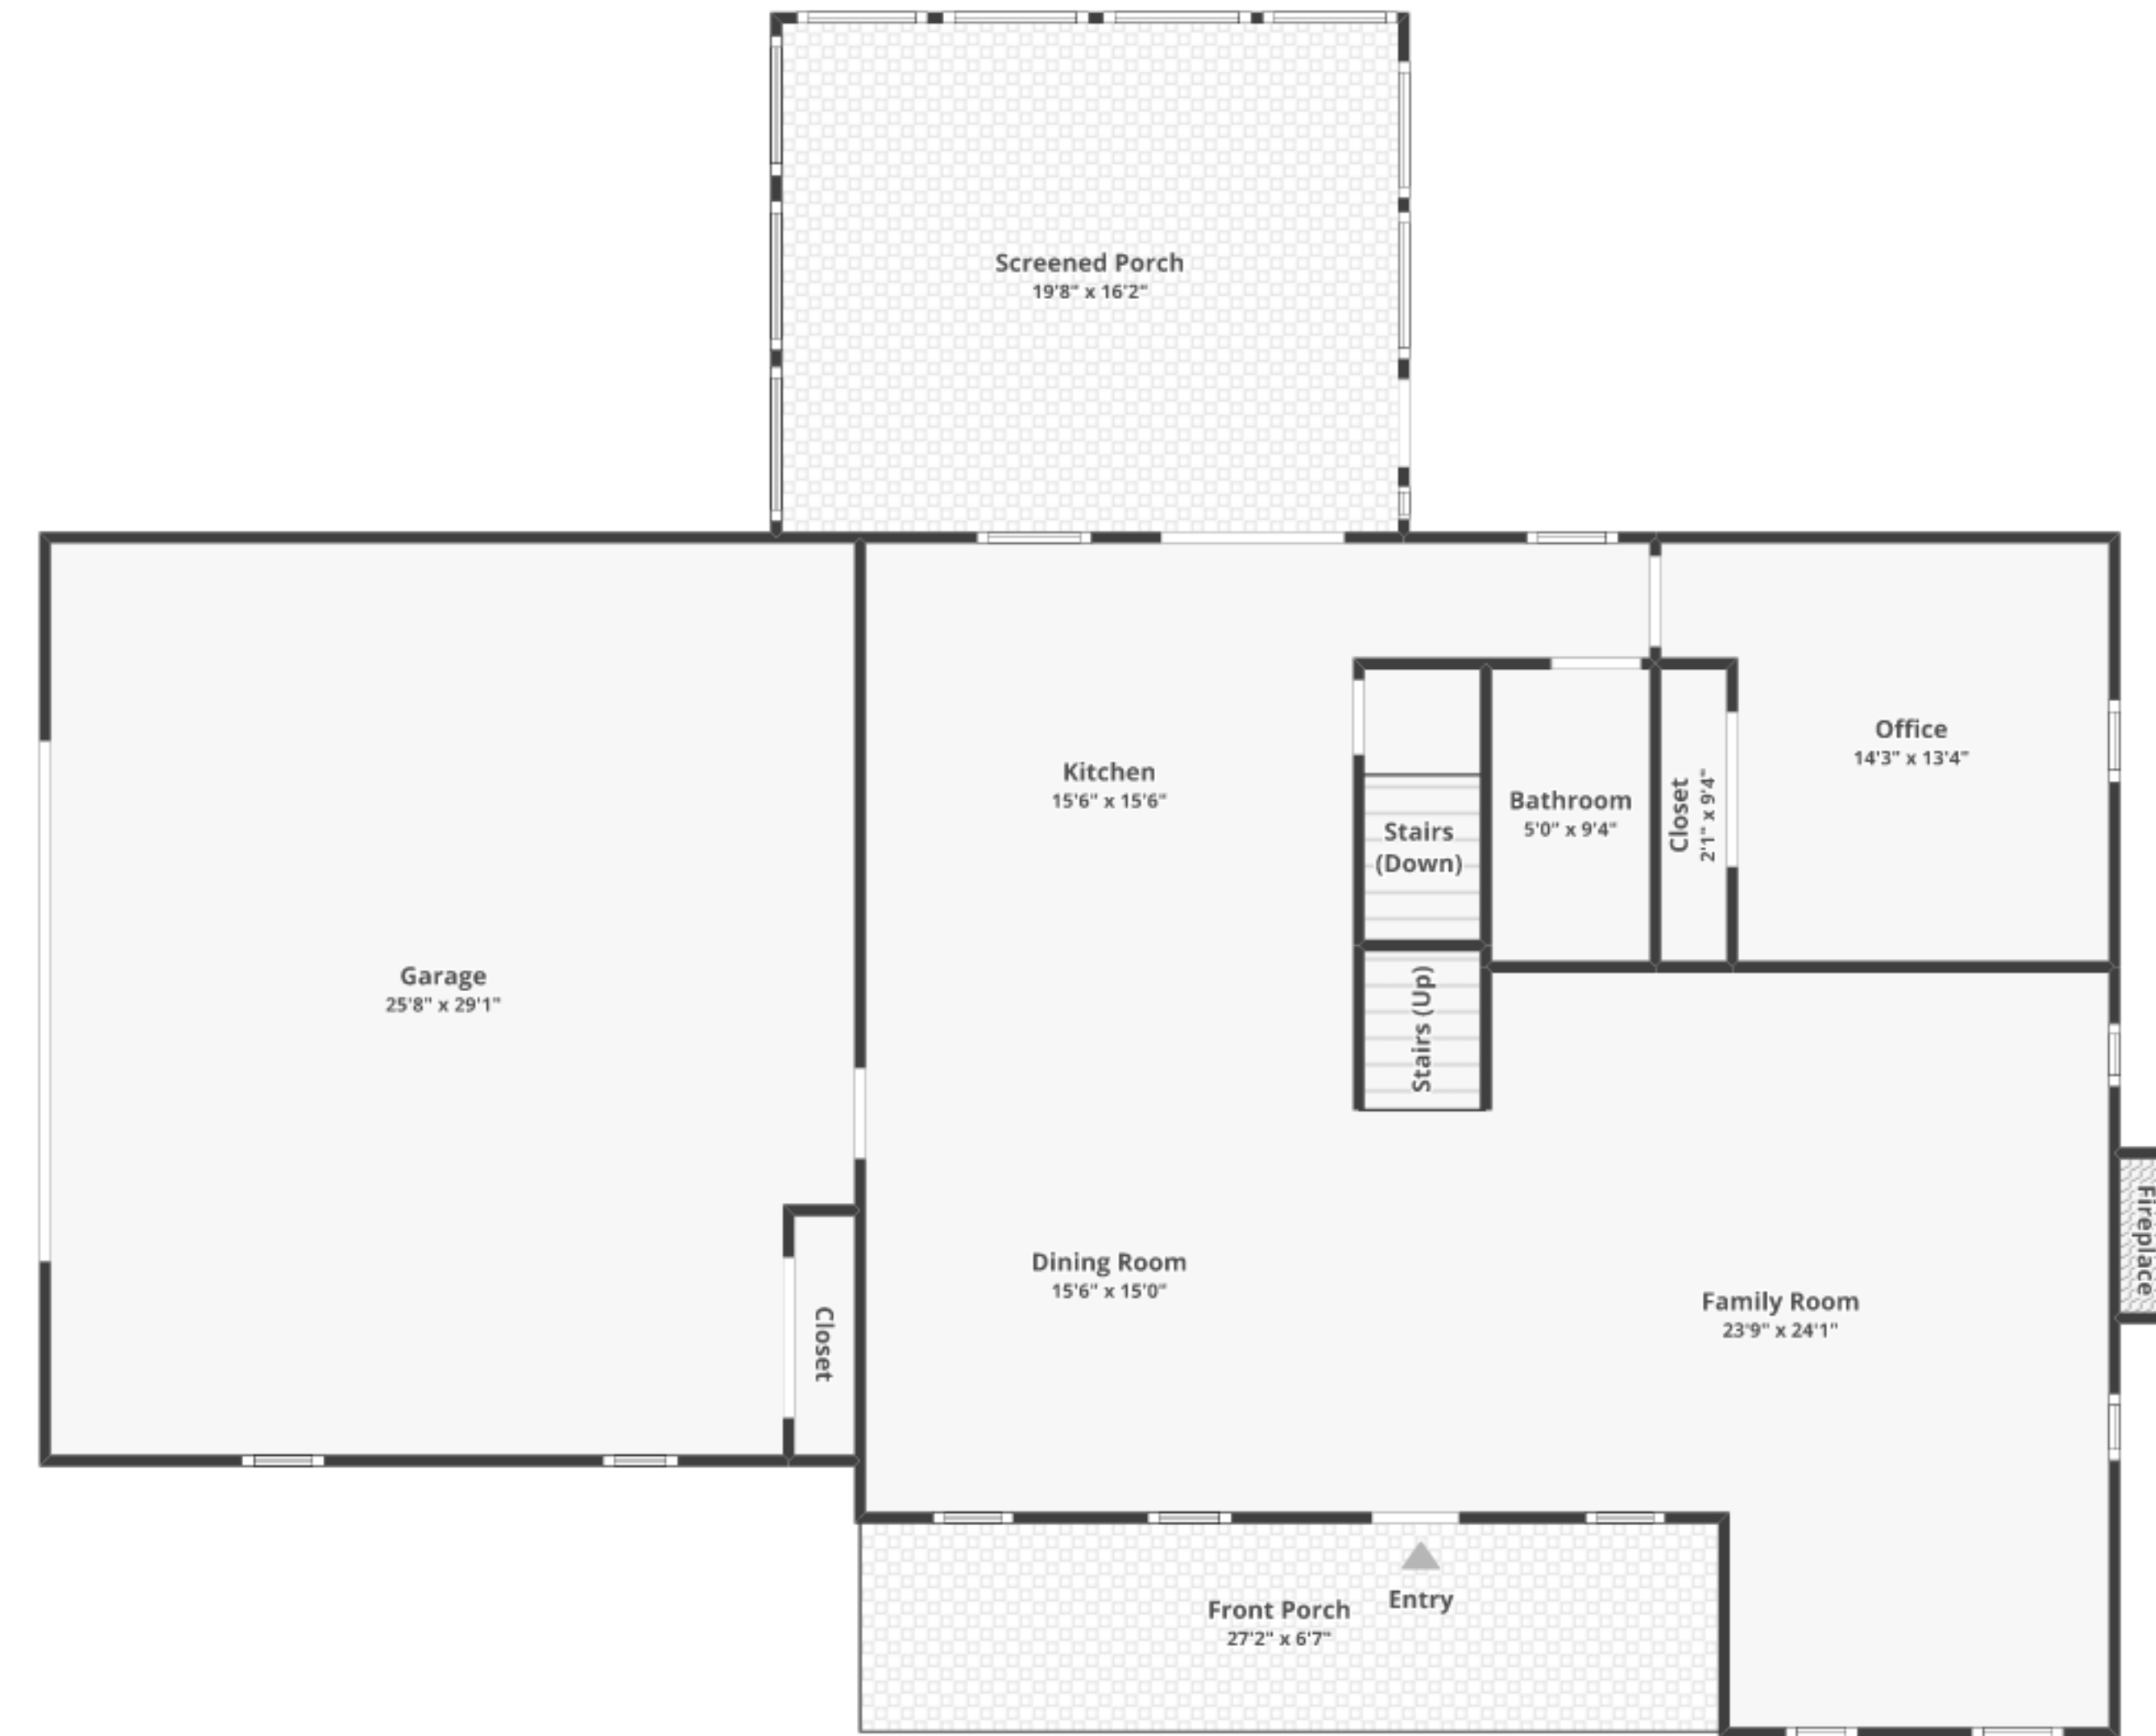 Screened Porch
19'8" x 16'2"
Office
14'3" x 13'4"
Kitchen
15'6" x 15'6"
Bathroom
5'0" x 9'4"
Closet
2'1" x 9'4"
Stairs
(Down)
Garage
25'8" x 29'1"
Stairs (Up)
Fireplace
Dining Room
15'6" x 15'0"
Family Room
23'9" x 24'1"
Closet
Entry
Front Porch
27'2" x 6'7"